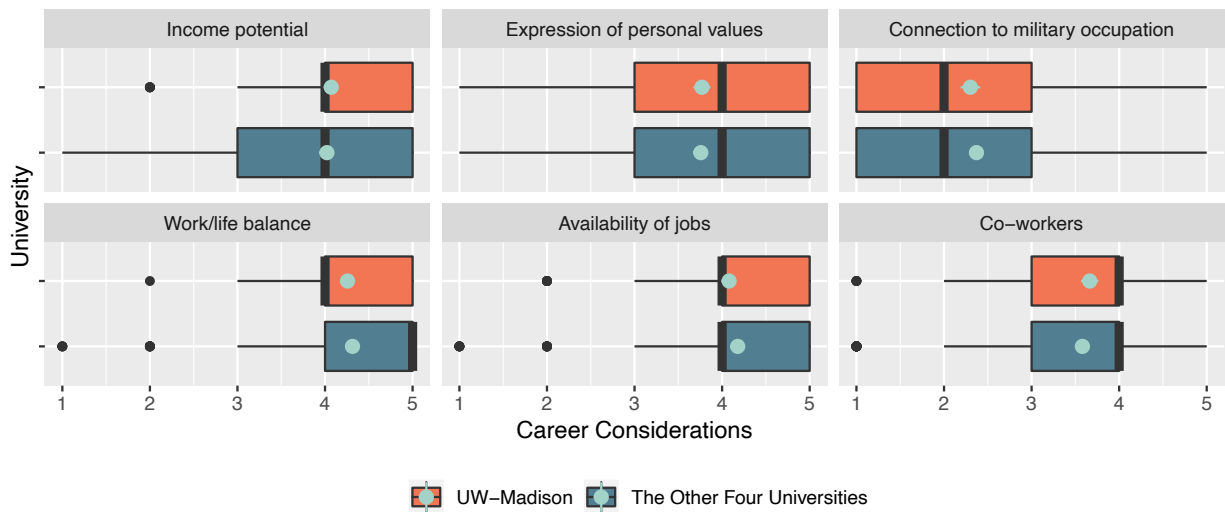 Income potential
Expression of personal values
Connection to military occupation
University
Work/life balance
Availability of jobs
Co−workers
1 2 3 4 5
1 2 3 4 5
1 2 3 4 5
Career Considerations
UW−Madison
The Other Four Universities